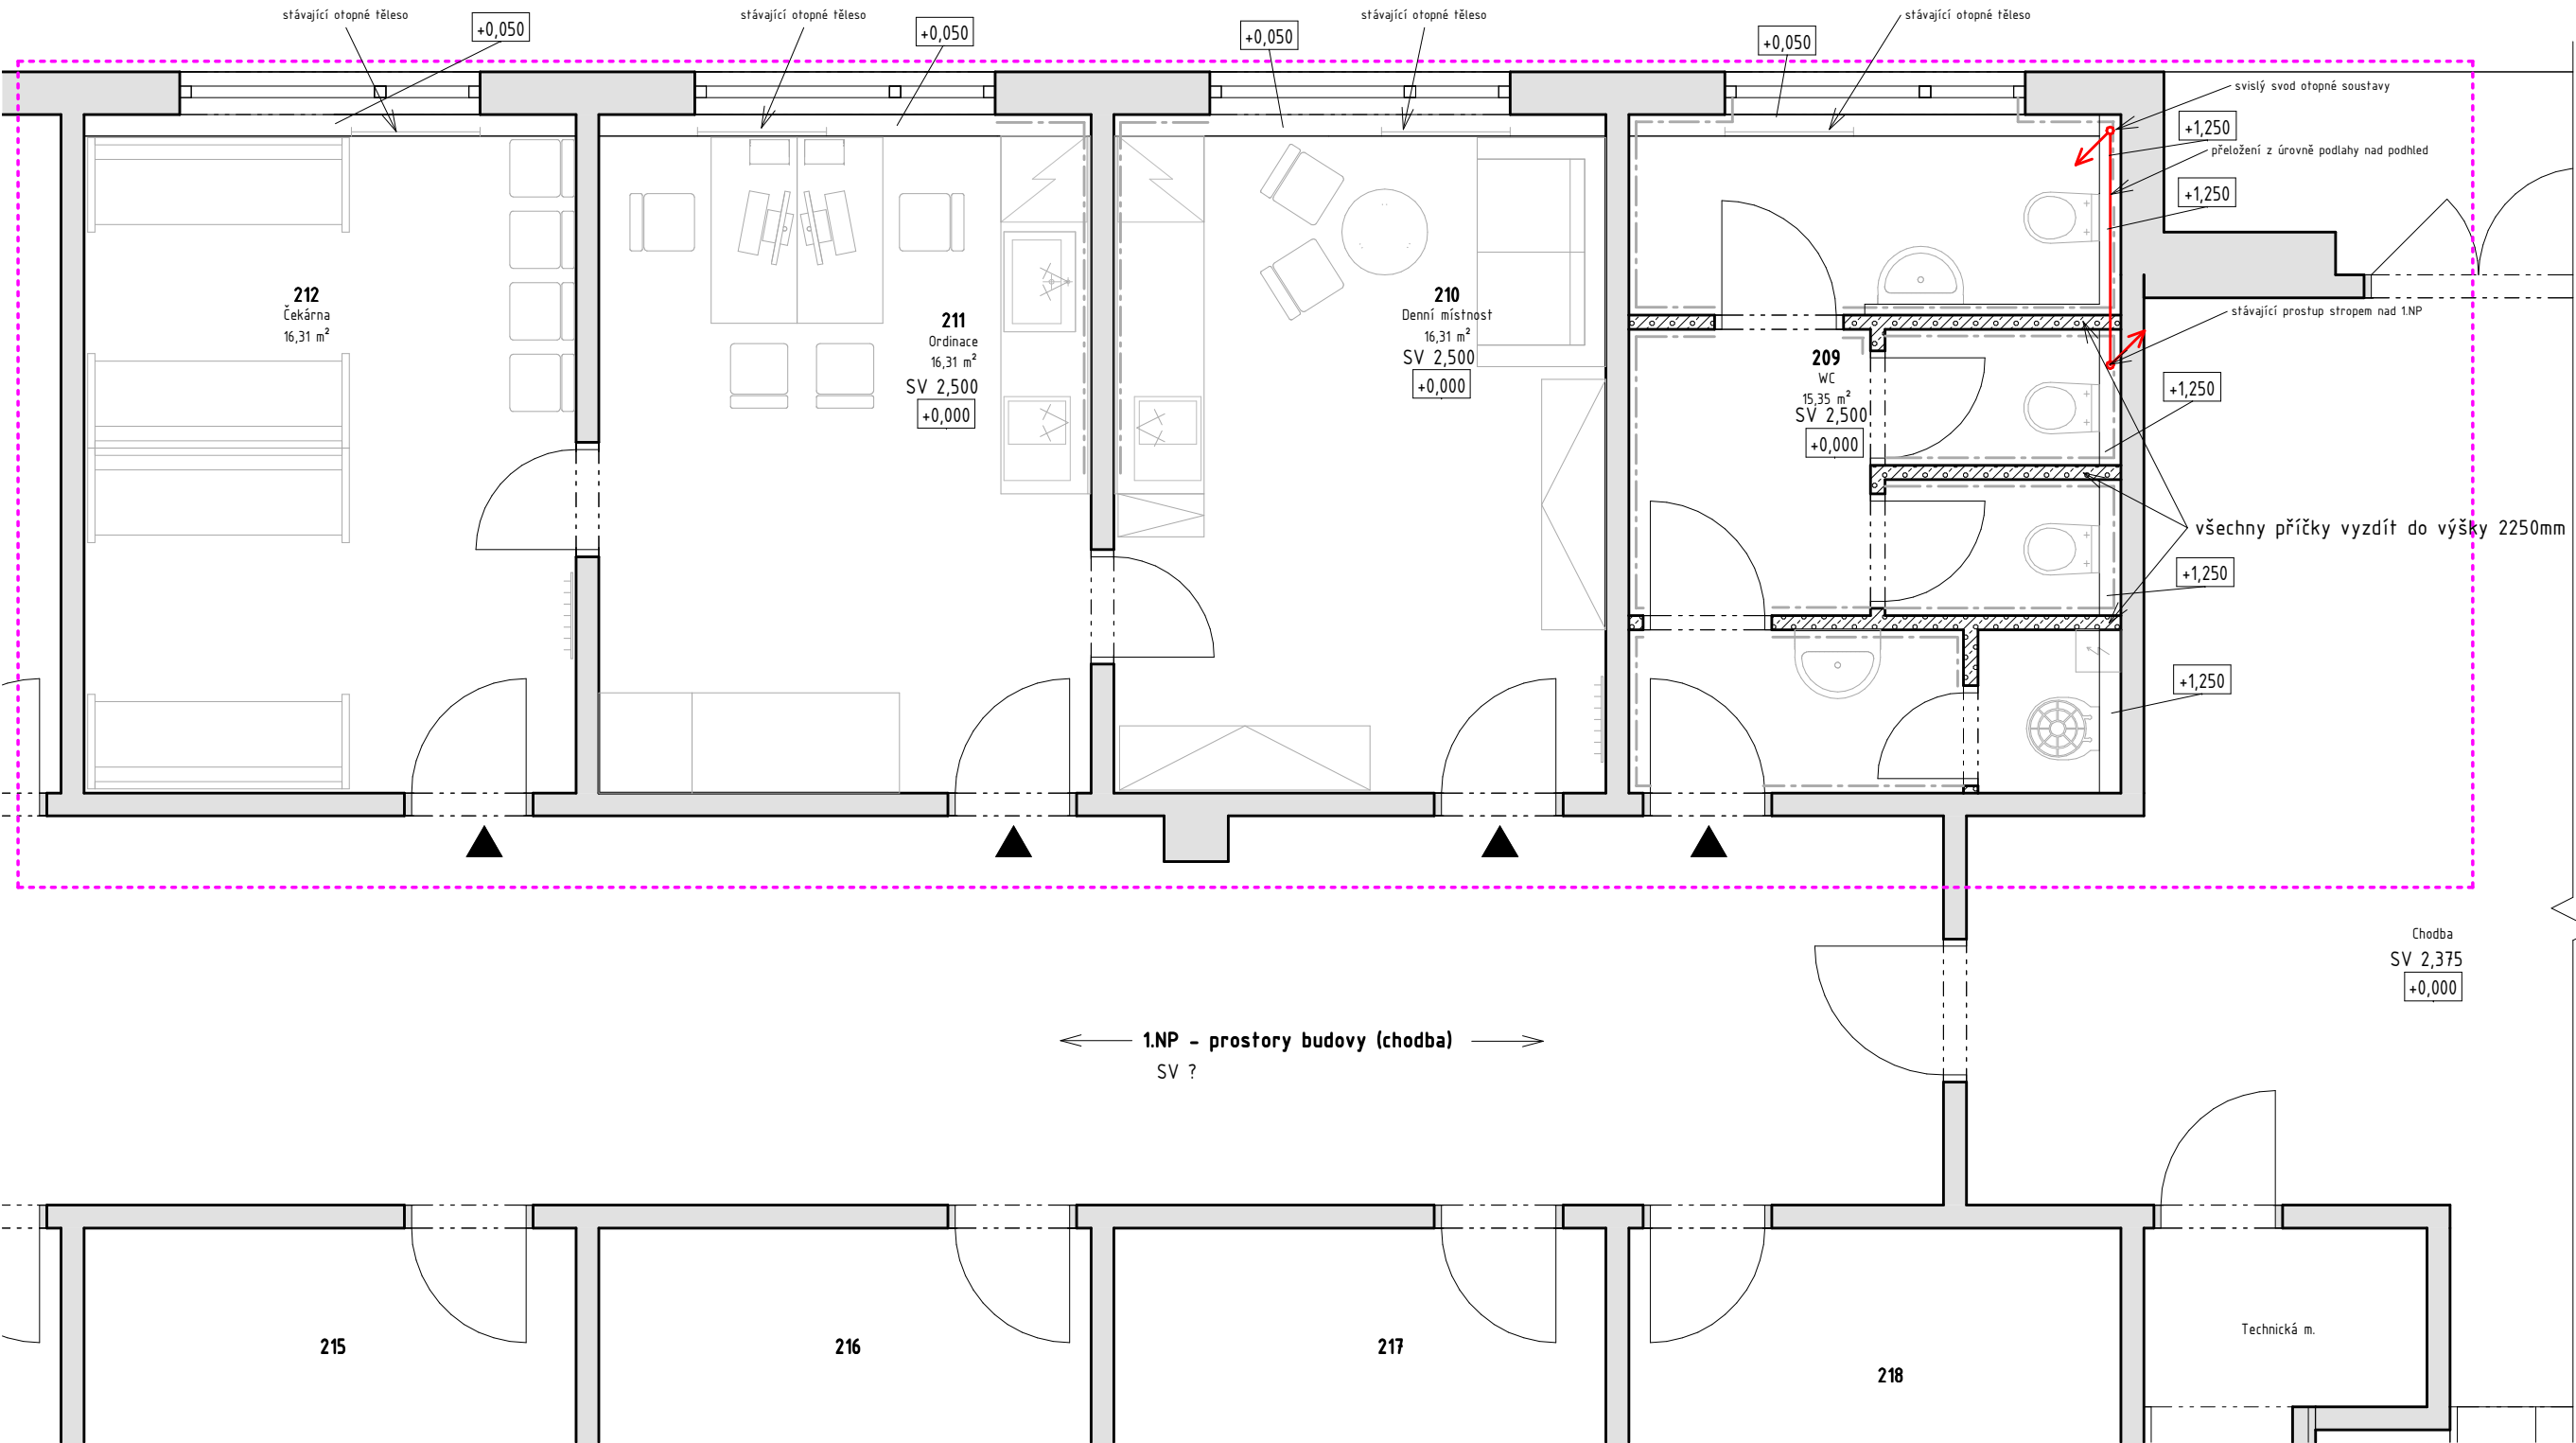 stávající otopné těleso
+0,050
stávající otopné těleso
+0,050
+0,050
stávající otopné těleso
+0,050
stávající otopné těleso
svislý svod otopné soustavy
+1,250
přeložení z úrovně podlahy nad podhled
+1,250
212
Čekárna
16,31 m²
211
Ordinace
16,31 m²
SV 2,500
+0,000
210
Denní místnost
16,31 m²
SV 2,500
+0,000
stávající prostup stropem nad 1.NP
209
WC
15,35 m²
SV 2,500
+0,000
+1,250
všechny příčky vyzdít do výšky 2250mm
+1,250
+1,250
Chodba
SV 2,375
+0,000
1.NP - prostory budovy (chodba)
SV ?
215
216
217
218
Technická m.